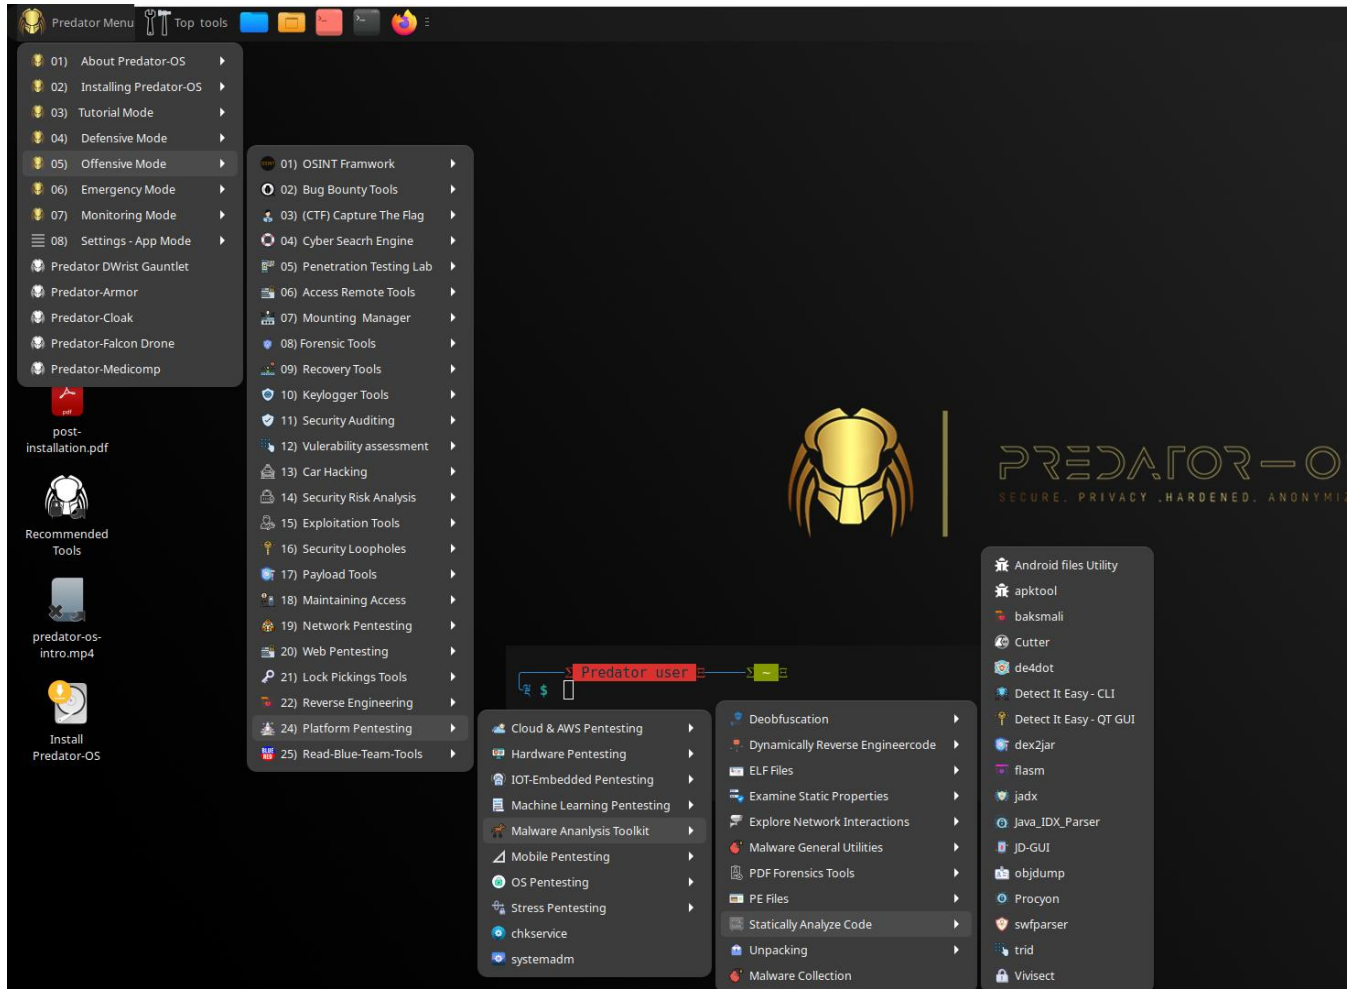 Predator Menu
Top tools
01) About Predator-OS
02) Installing Predator-OS
03) Tutorial Mode
04) Defensive Mode
05) Offensive Mode
06) Emergency Mode
07) Monitoring Mode
08) Settings - App Mode
Predator DWrist Gauntlet
Predator-Armor
Predator-Cloak
Predator-Falcon Drone
Predator-Medicomp
pdf
post-
installation.pdf
Recommended
Tools
predator-os-
intro.mp4
Install
Predator-OS
01) OSINT Framwork
02) Bug Bounty Tools
03) (CTF) Capture The Flag
04) Cyber Seacrh Engine
05) Penetration Testing Lab
06) Access Remote Tools
07) Mounting Manager
08) Forensic Tools
09) Recovery Tools
10) Keylogger Tools
11) Security Auditing
12) Vulerability assessment
13) Car Hacking
14) Security Risk Analysis
15) Exploitation Tools
16) Security Loopholes
17) Payload Tools
18) Maintaining Access
19) Network Pentesting
20) Web Pentesting
21) Lock Pickings Tools
22) Reverse Engineering
24) Platform Pentesting
25) Read-Blue-Team-Tools
PREDATOR-O
SECURE. PRIVACY .HARDENED. ANONYMI
Predator user ~
$
Cloud & AWS Pentesting
Hardware Pentesting
IOT-Embedded Pentesting
Machine Learning Pentesting
Malware Ananlysis Toolkit
Mobile Pentesting
OS Pentesting
Stress Pentesting
chkservice
systemadm
Deobfuscation
Dynamically Reverse Engineercode
ELF Files
Examine Static Properties
Explore Network Interactions
Malware General Utilities
PDF Forensics Tools
PE Files
Statically Analyze Code
Unpacking
Malware Collection
Android files Utility
apktool
baksmali
Cutter
de4dot
Detect It Easy - CLI
Detect It Easy - QT GUI
dex2jar
flasm
jadx
Java_IDX_Parser
JD-GUI
objdump
Procyon
swfparser
trid
Vivisect